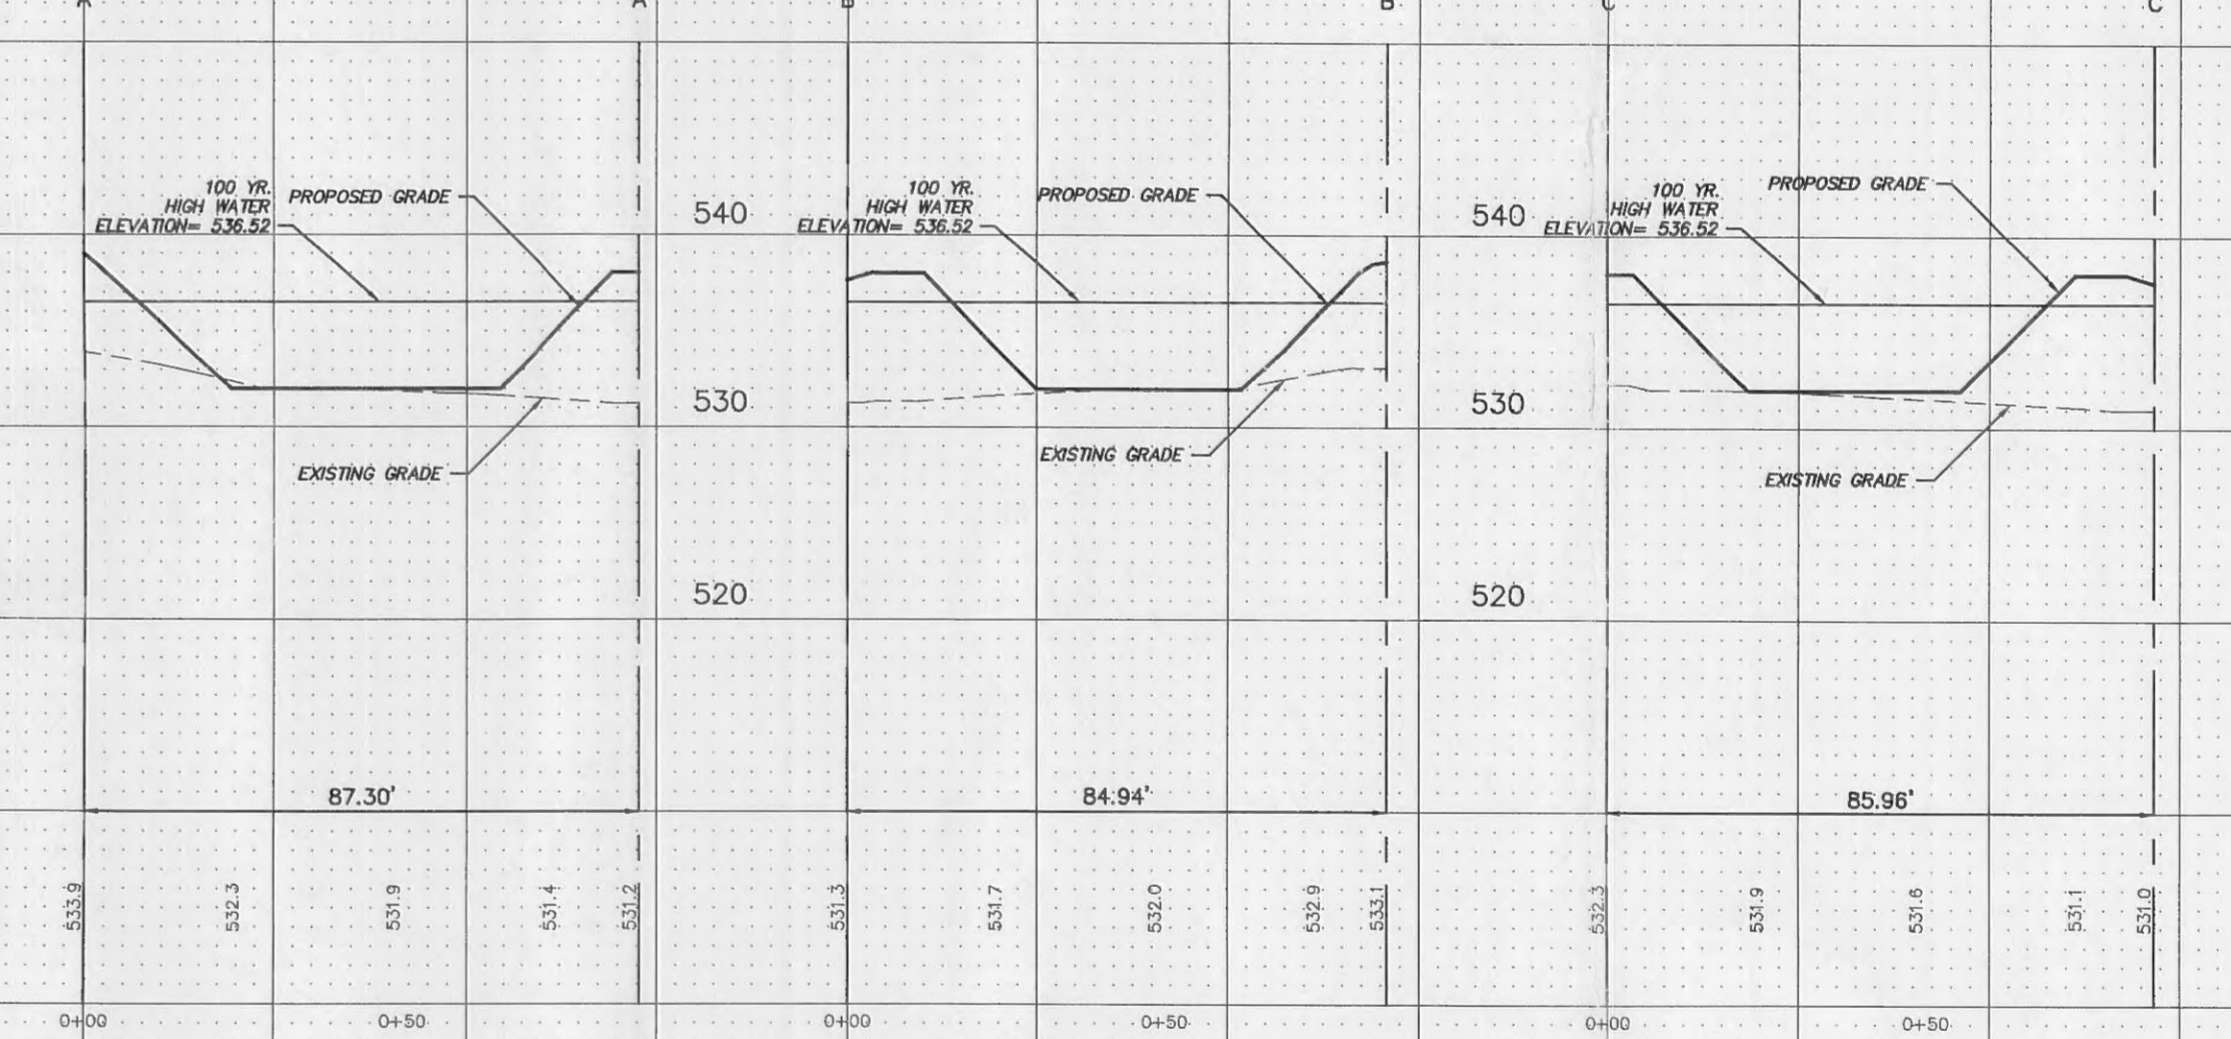 A A B B C C
100 YR.
HIGH WATER
ELEVATION= 536.52
PROPOSED GRADE
EXISTING GRADE
540
530
520
100 YR.
HIGH WATER
ELEVATION= 536.52
PROPOSED GRADE
EXISTING GRADE
540
530
520
100 YR.
HIGH WATER
ELEVATION= 536.52
PROPOSED GRADE
EXISTING GRADE
87.30' 84.94' 85.96'
533.9 532.3 531.9 531.4 531.2 531.3 531.7 532.0 532.9 533.1 532.3 531.9 531.6 531.1 531.0
0+00 0+50 0+00 0+50 0+00 0+50